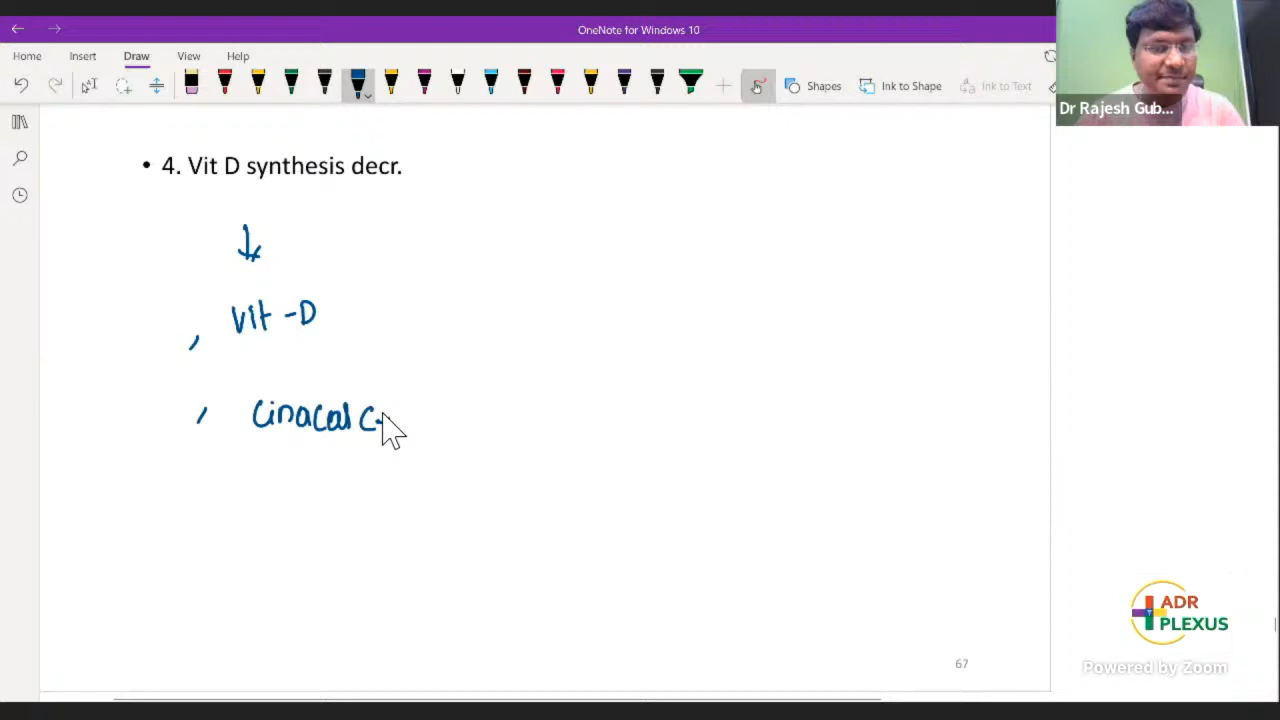 OneNote for Windows 10
Home Insert Draw View Help
Shapes Ink to Shape Ink to Text
Dr Rajesh Gub...
• 4. Vit D synthesis decr.
Vit -D
Cinacal c
ADR
PLEXUS
67
Powered by Zoom